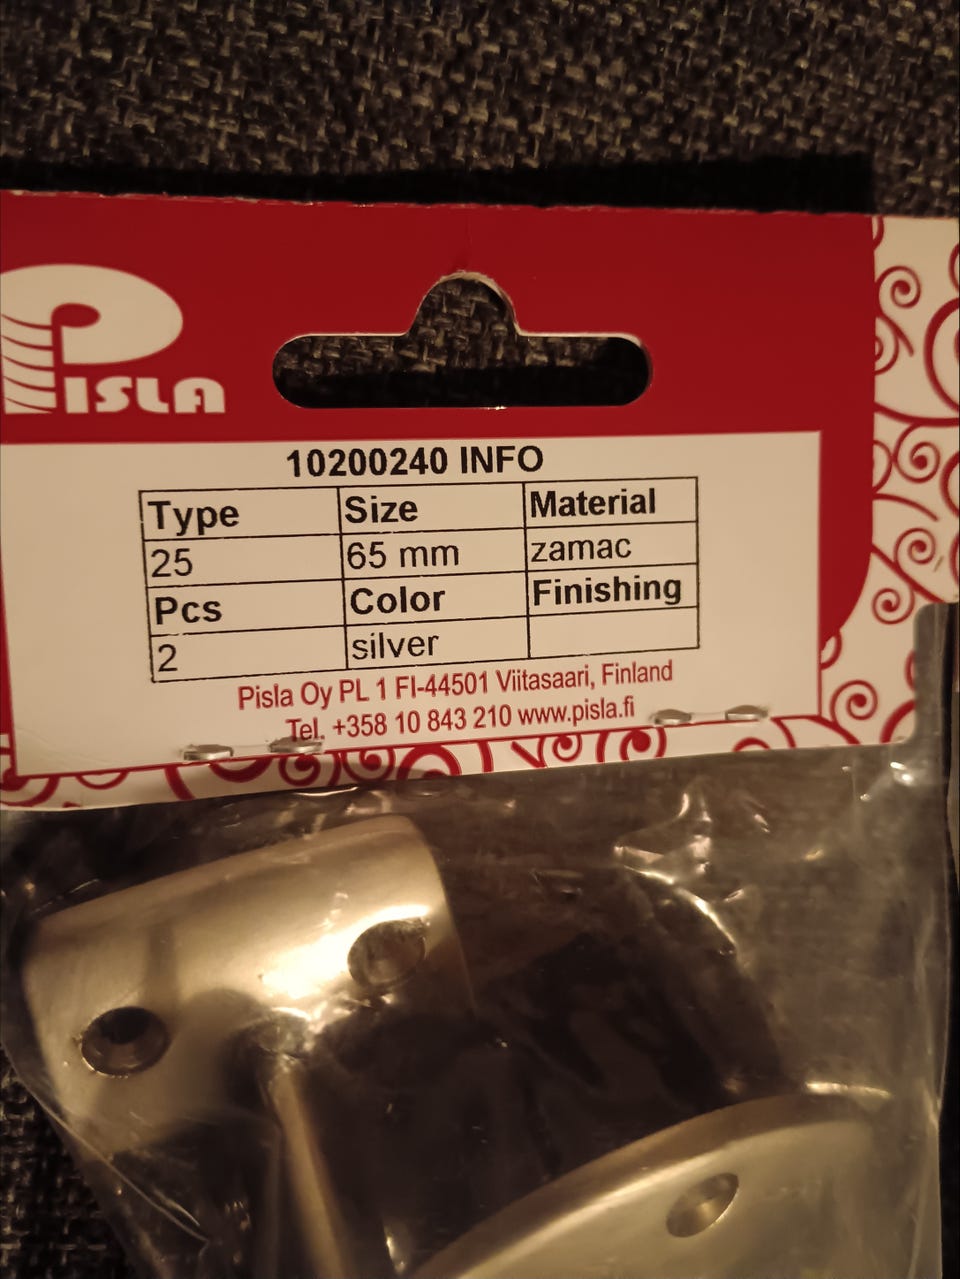 PISLA
10200240 INFO
Type Size Material
25 65 mm zamac
Pcs Color Finishing
2 silver
Pisla Oy PL 1 FI-44501 Viitasaari, Finland
Tel. +358 10 843 210 www.pisla.fi